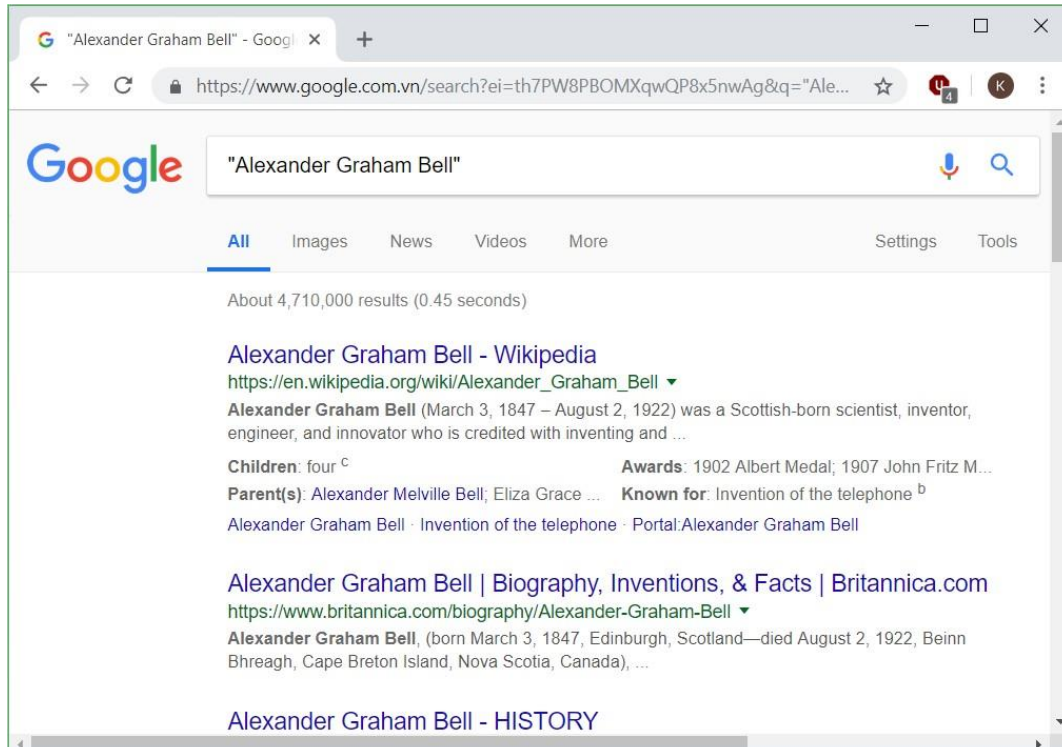 "Alexander Graham Bell" - Googl
https://www.google.com.vn/search?ei=th7PW8PBOMXqwQP8x5nwAg&q="Ale...
4
K
Google
"Alexander Graham Bell"
All Images News Videos More Settings Tools
About 4,710,000 results (0.45 seconds)
Alexander Graham Bell - Wikipedia
https://en.wikipedia.org/wiki/Alexander_Graham_Bell
Alexander Graham Bell (March 3, 1847 – August 2, 1922) was a Scottish-born scientist, inventor,
engineer, and innovator who is credited with inventing and ...
Children: four c Awards: 1902 Albert Medal; 1907 John Fritz M...
Parent(s): Alexander Melville Bell; Eliza Grace ... Known for: Invention of the telephone b
Alexander Graham Bell · Invention of the telephone · Portal:Alexander Graham Bell
Alexander Graham Bell | Biography, Inventions, & Facts | Britannica.com
https://www.britannica.com/biography/Alexander-Graham-Bell
Alexander Graham Bell, (born March 3, 1847, Edinburgh, Scotland—died August 2, 1922, Beinn
Bhreagh, Cape Breton Island, Nova Scotia, Canada), ...
Alexander Graham Bell - HISTORY